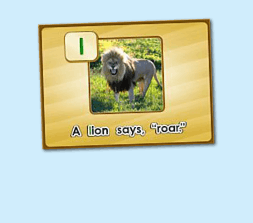 l
A lion says, "roar."